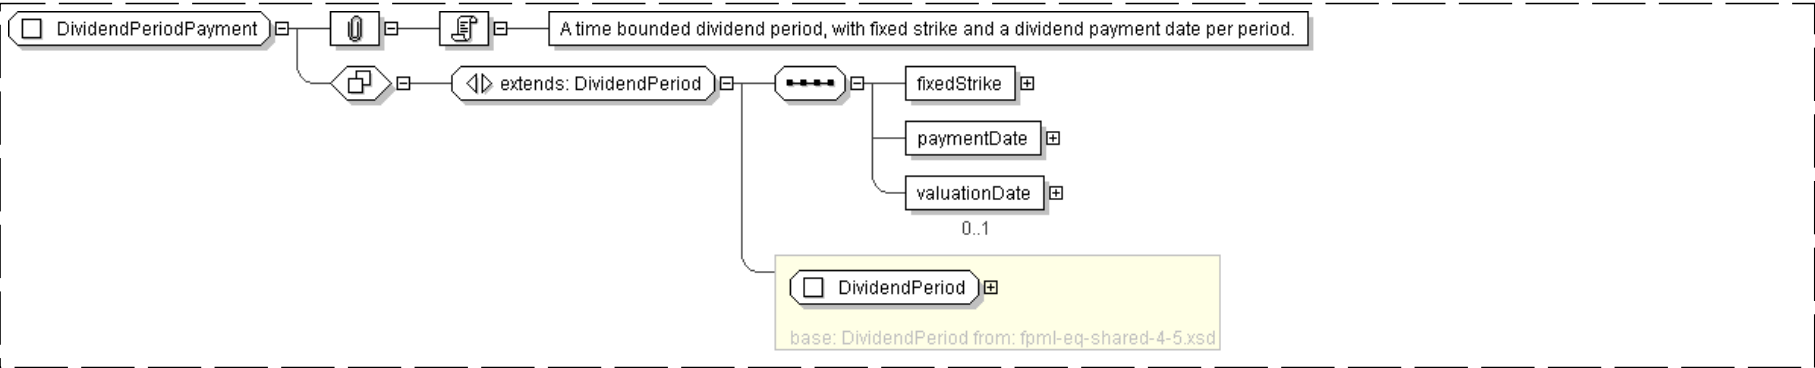 DividendPeriodPayment
A time bounded dividend period, with fixed strike and a dividend payment date per period.
extends: DividendPeriod
fixedStrike
paymentDate
valuationDate
0..1
DividendPeriod
base: DividendPeriod from: fpml-eq-shared-4-5.xsd